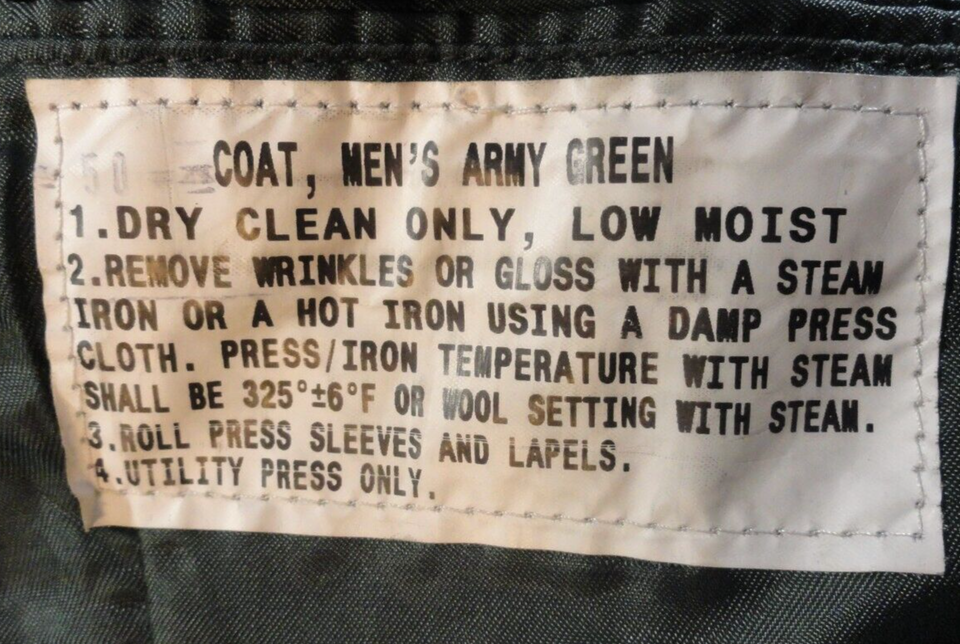 COAT, MEN'S ARMY GREEN
1.DRY CLEAN ONLY, LOW MOIST
2.REMOVE WRINKLES OR GLOSS WITH A STEAM
IRON OR A HOT IRON USING A DAMP PRESS
CLOTH. PRESS/IRON TEMPERATURE WITH STEAM
SHALL BE 325°±6°F OR WOOL SETTING WITH STEAM.
3.ROLL PRESS SLEEVES AND LAPELS.
4.UTILITY PRESS ONLY.